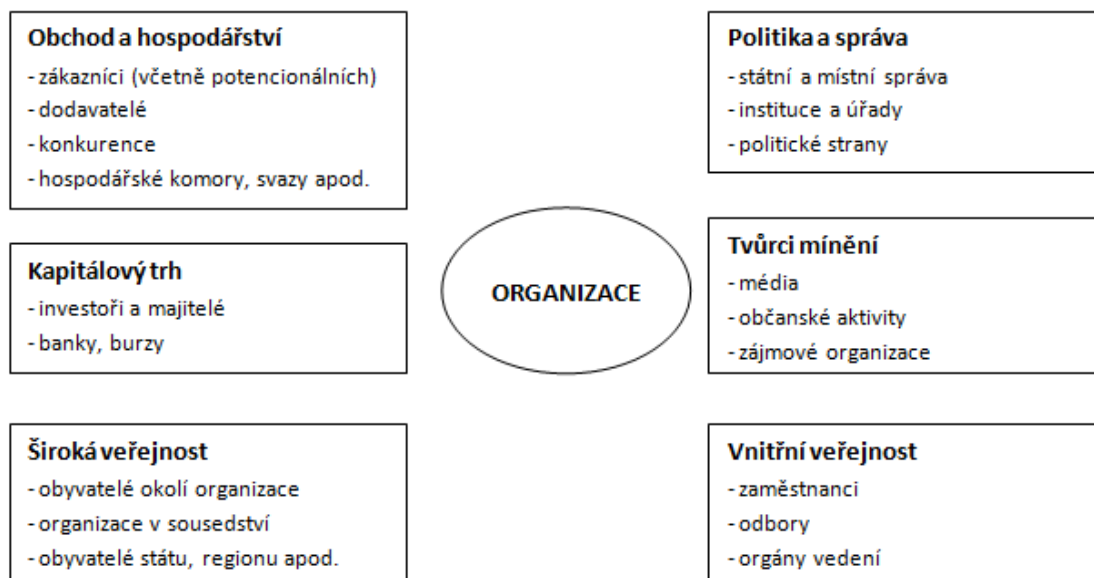 Obchod a hospodářství
- zákazníci (včetně potencionálních)
- dodavatelé
- konkurence
- hospodářské komory, svazy apod.
Kapitálový trh
- investoři a majitelé
- banky, burzy
Široká veřejnost
- obyvatelé okolí organizace
- organizace v sousedství
- obyvatelé státu, regionu apod.
ORGANIZACE
Politika a správa
- státní a místní správa
- instituce a úřady
- politické strany
Tvůrci mínění
- média
- občanské aktivity
- zájmové organizace
Vnitřní veřejnost
- zaměstnanci
- odbory
- orgány vedení